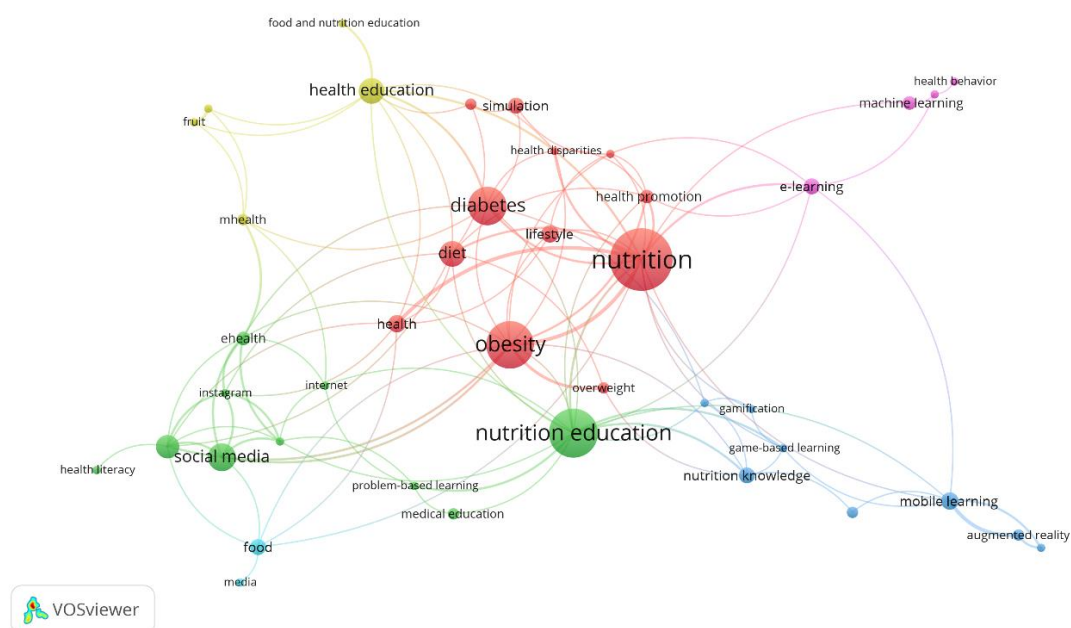 food and nutrition education
health education
health behavior
machine learning
simulation
fruit
health disparities
e-learning
health promotion
diabetes
mhealth
lifestyle
diet
nutrition
health
ehealth
obesity
internet
instagram
overweight
gamification
nutrition education
game-based learning
social media
health literacy
nutrition knowledge
problem-based learning
mobile learning
medical education
augmented reality
food
media
VOSviewer